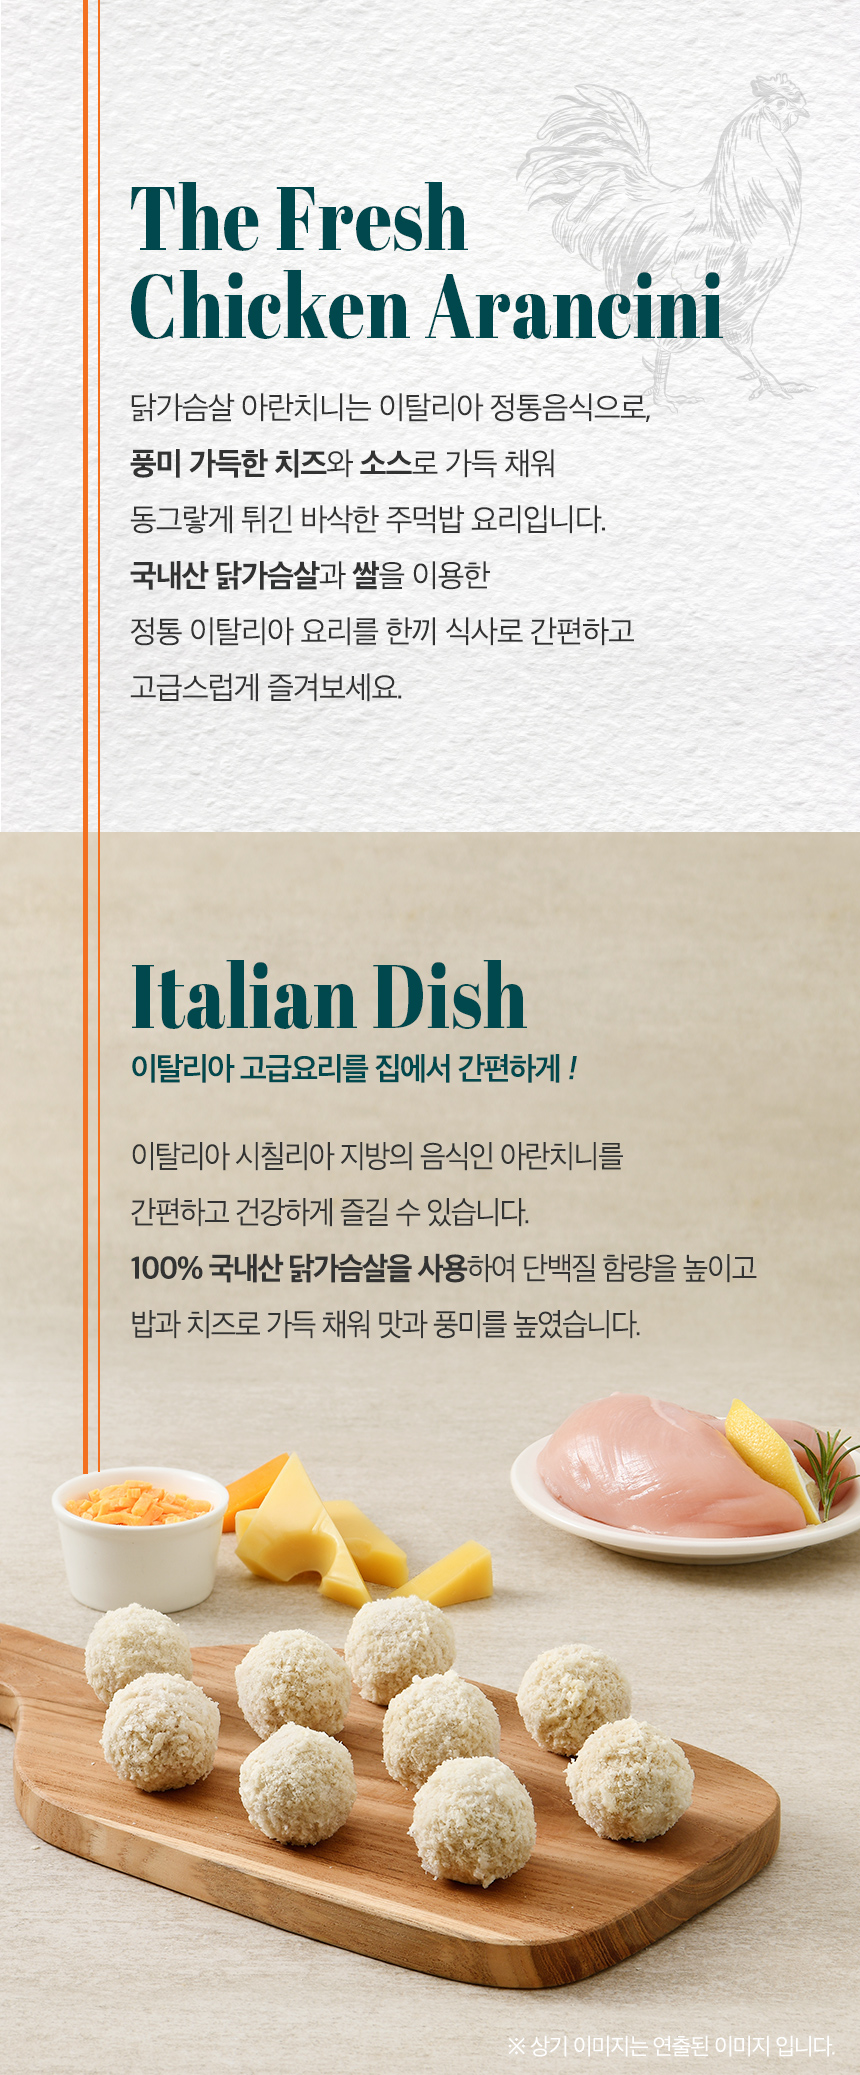 The Fresh
Chicken Arancini
닭가슴살 아란치니는 이탈리아 정통음식으로,
풍미 가득한 치즈와 소스로 가득 채워
동그랗게 튀긴 바삭한 주먹밥 요리입니다.
국내산 닭가슴살과 쌀을 이용한
정통 이탈리아 요리를 한끼 식사로 간편하고
고급스럽게 즐겨보세요.
Italian Dish
이탈리아 고급요리를 집에서 간편하게 !
이탈리아 시칠리아 지방의 음식인 아란치니를
간편하고 건강하게 즐길 수 있습니다.
100% 국내산 닭가슴살을 사용하여 단백질 함량을 높이고
밥과 치즈로 가득 채워 맛과 풍미를 높였습니다.
※ 상기 이미지는 연출된 이미지 입니다.